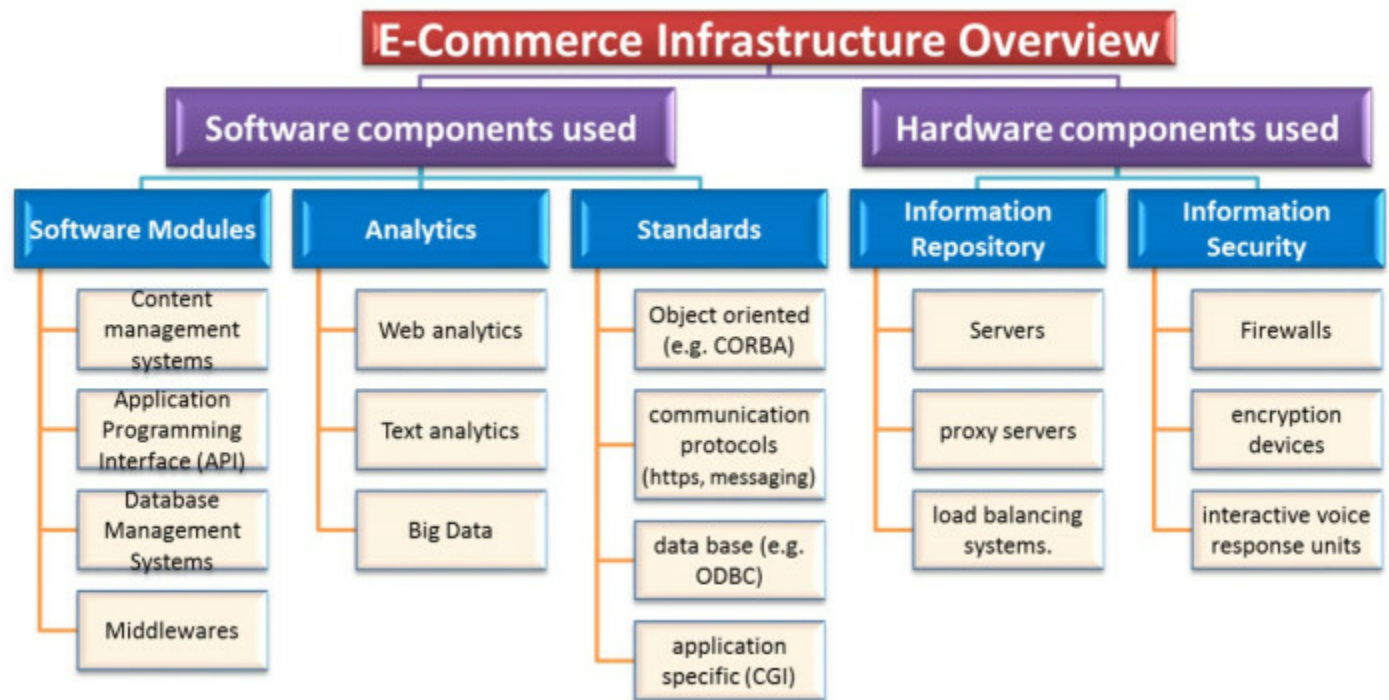 E-Commerce Infrastructure Overview
Software components used
Hardware components used
Software Modules
Analytics
Standards
Information
Repository
Information
Security
Content
management
systems
Application
Programming
Interface (API)
Database
Management
Systems
Middlewares
Web analytics
Text analytics
Big Data
Object oriented
(e.g. CORBA)
communication
protocols
(https, messaging)
data base (e.g.
ODBC)
application
specific (CGI)
Servers
proxy servers
load balancing
systems.
Firewalls
encryption
devices
interactive voice
response units